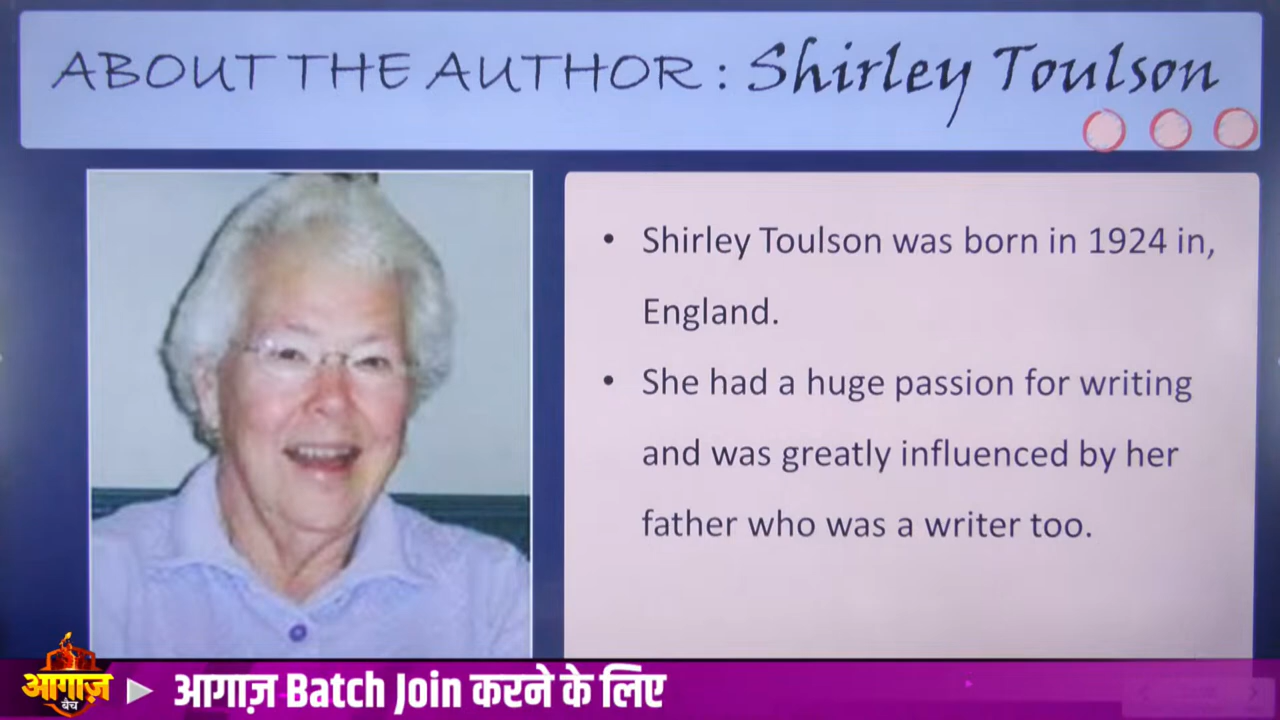 ABOUT THE AUTHOR : Shirley Toulson
• Shirley Toulson was born in 1924 in,
England.
• She had a huge passion for writing
and was greatly influenced by her
father who was a writer too.
आगाज़
बैच
आगाज़ Batch Join करने के लिए